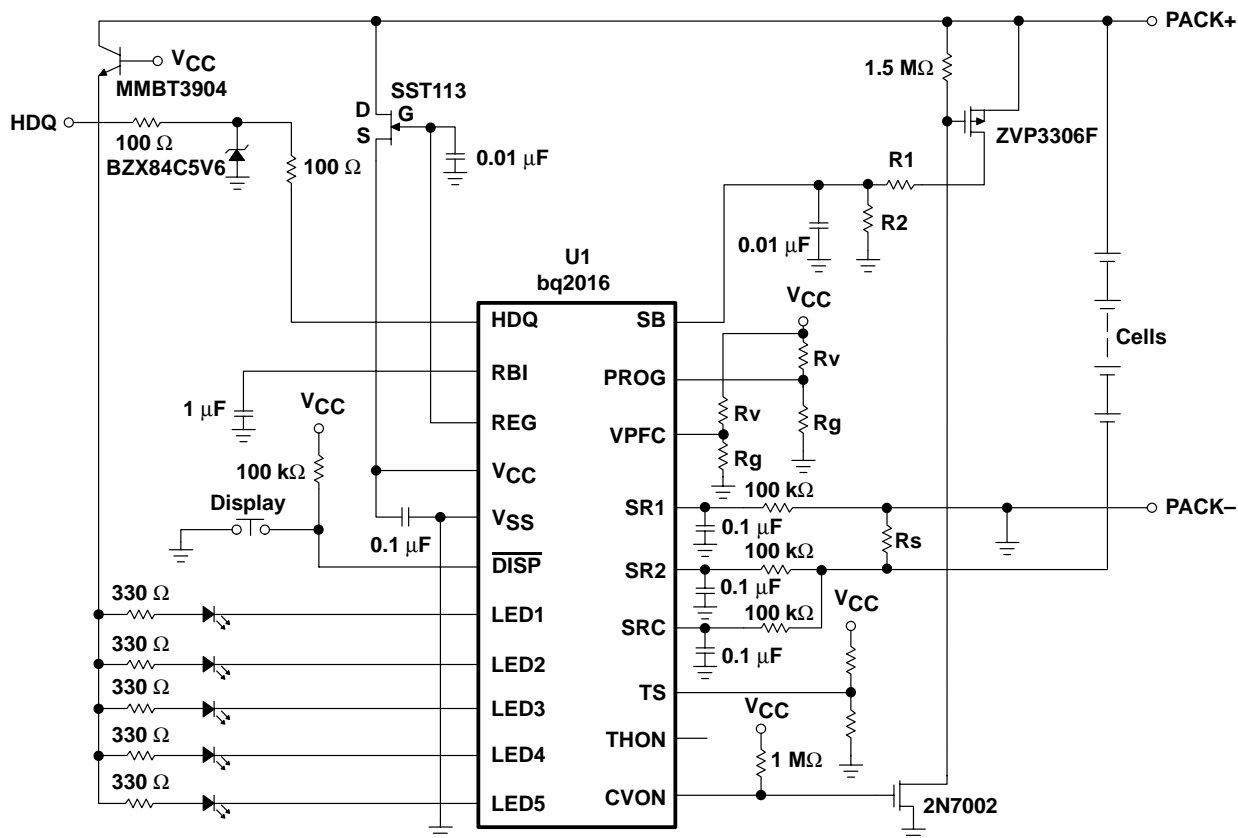 PACK+
VCC
MMBT3904
SST113
D
G
S
1.5 MΩ
ZVP3306F
HDQ
100 Ω
BZX84C5V6
100 Ω
0.01 μF
R1
R2
0.01 μF
U1
bq2016
VCC
Cells
HDQ
SB
Rv
RBI
PROG
1 μF
VCC
REG
Rv
Rg
VPFC
Rg
100 kΩ
VCC
100 kΩ
Display
SR1
PACK–
VSS
0.1 μF
0.1 μF
100 kΩ
Rs
DISP
SR2
0.1 μF
VCC
330 Ω
100 kΩ
LED1
SRC
0.1 μF
330 Ω
LED2
TS
330 Ω
VCC
LED3
THON
330 Ω
LED4
1 MΩ
330 Ω
LED5
CVON
2N7002